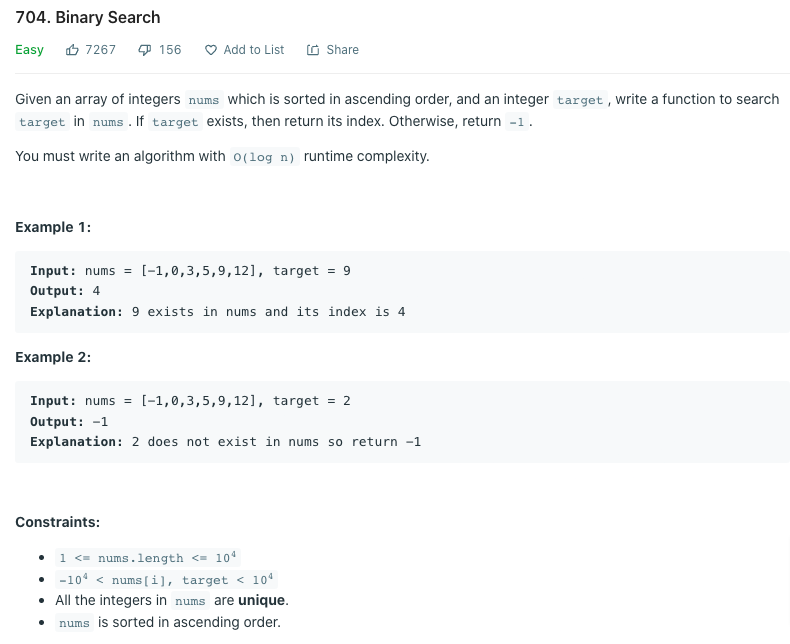 704. Binary Search
Easy 7267 156 Add to List Share
Given an array of integers nums which is sorted in ascending order, and an integer target , write a function to search
target in nums . If target exists, then return its index. Otherwise, return -1 .
You must write an algorithm with O(log n) runtime complexity.
Example 1:
Input: nums = [-1,0,3,5,9,12], target = 9
Output: 4
Explanation: 9 exists in nums and its index is 4
Example 2:
Input: nums = [-1,0,3,5,9,12], target = 2
Output: -1
Explanation: 2 does not exist in nums so return -1
Constraints:
• 1 <= nums.length <= 10⁴
• -10⁴ < nums[i], target < 10⁴
• All the integers in nums are unique.
• nums is sorted in ascending order.